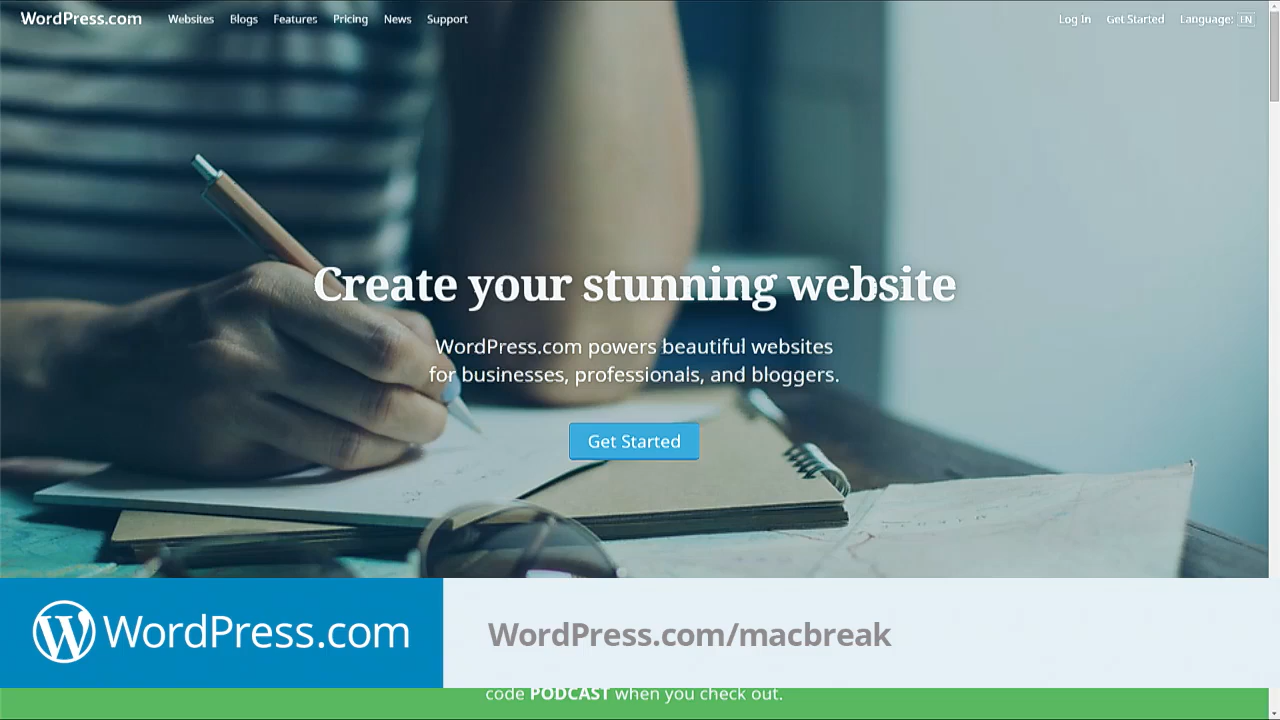 WordPress.com Websites Blogs Features Pricing News Support Log In Get Started Language: EN
Create your stunning website
WordPress.com powers beautiful websites
for businesses, professionals, and bloggers.
Get Started
WordPress.com
WordPress.com/macbreak
code PODCAST when you check out.